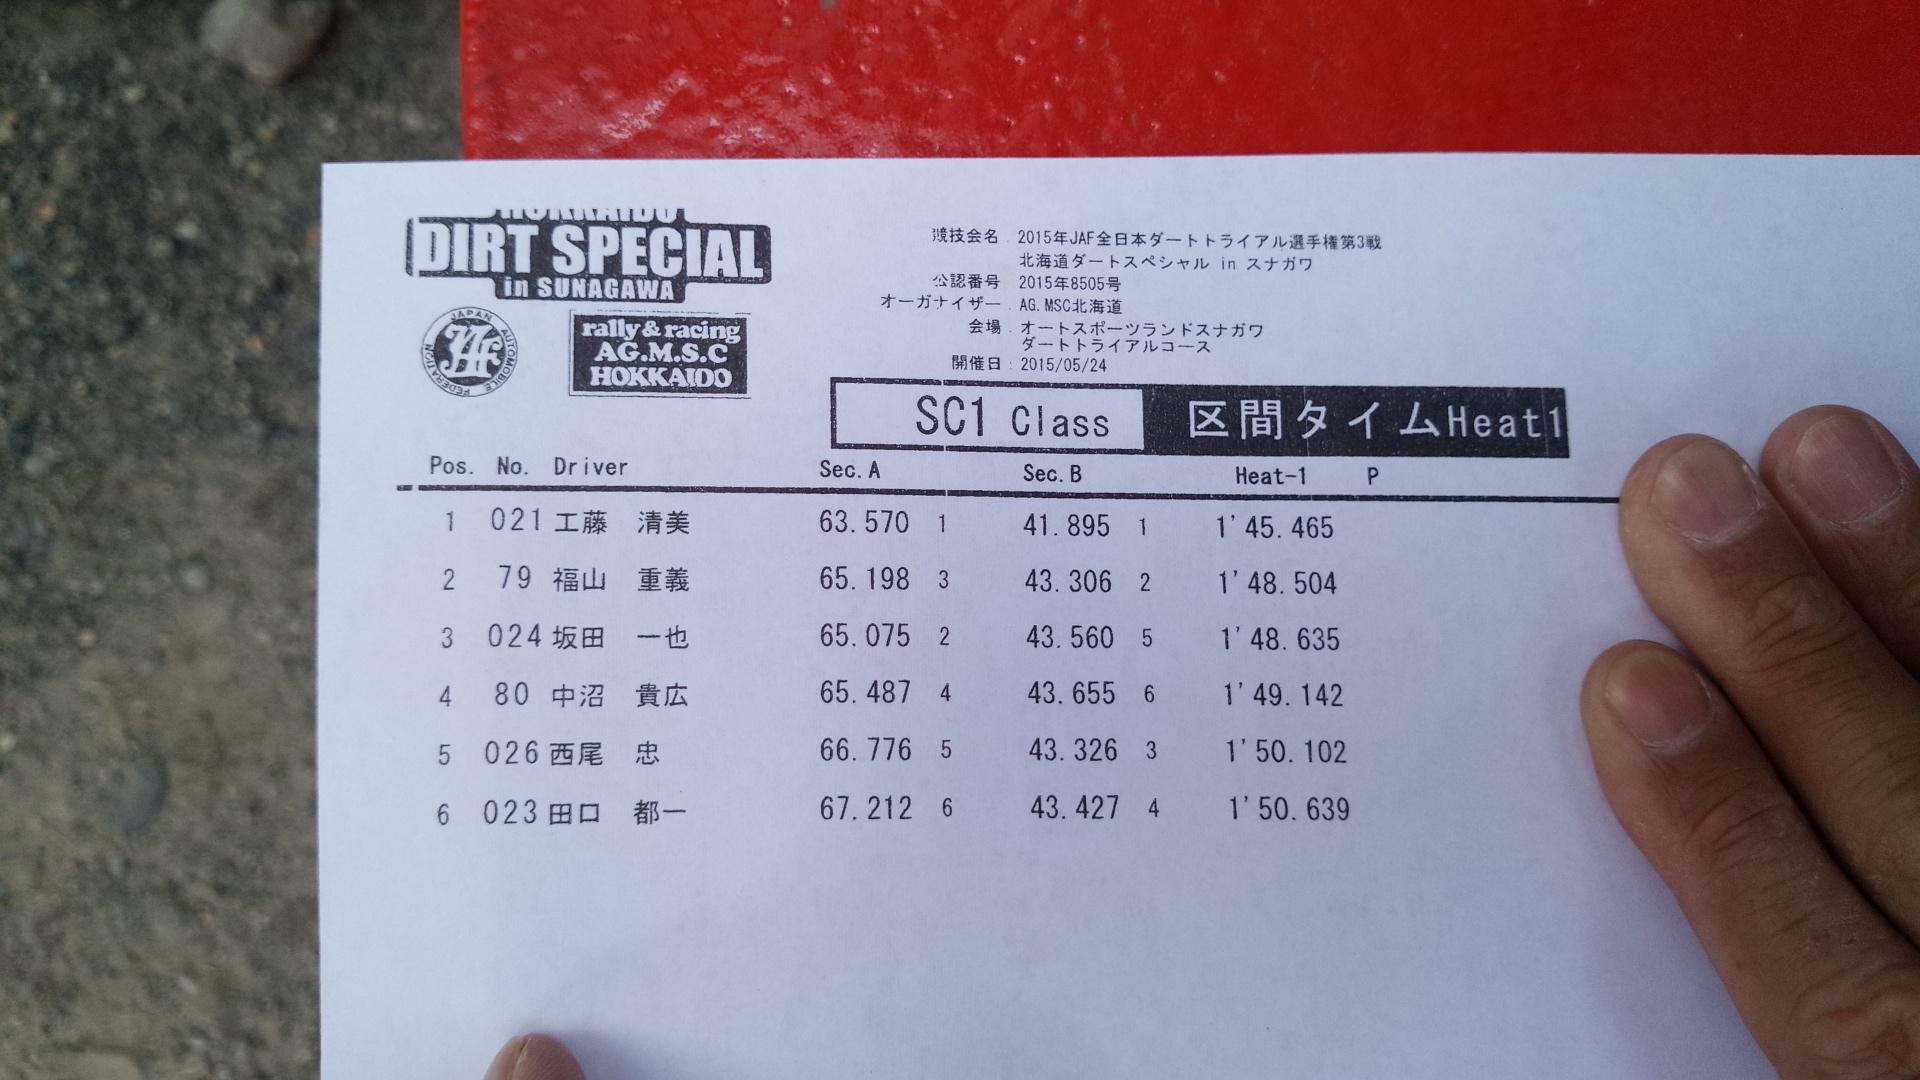 HOKKAIDO
DIRT SPECIAL
in SUNAGAWA
JAPAN AUTOMOBILE FEDERATION
JAF
rally & racing
AG.M.S.C
HOKKAIDO
競技会名 : 2015年JAF全日本ダートトライアル選手権第3戦
北海道ダートスペシャル in スナガワ
公認番号 : 2015年8505号
オーガナイザー : AG.MSC北海道
会場 : オートスポーツランドスナガワ
ダートトライアルコース
開催日 : 2015/05/24
SC1 Class 区間タイムHeat1
Pos. No. Driver Sec.A Sec.B Heat-1 P
1 021 工藤 清美 63.570 1 41.895 1 1'45.465
2 79 福山 重義 65.198 3 43.306 2 1'48.504
3 024 坂田 一也 65.075 2 43.560 5 1'48.635
4 80 中沼 貴広 65.487 4 43.655 6 1'49.142
5 026 西尾 忠 66.776 5 43.326 3 1'50.102
6 023 田口 都一 67.212 6 43.427 4 1'50.639